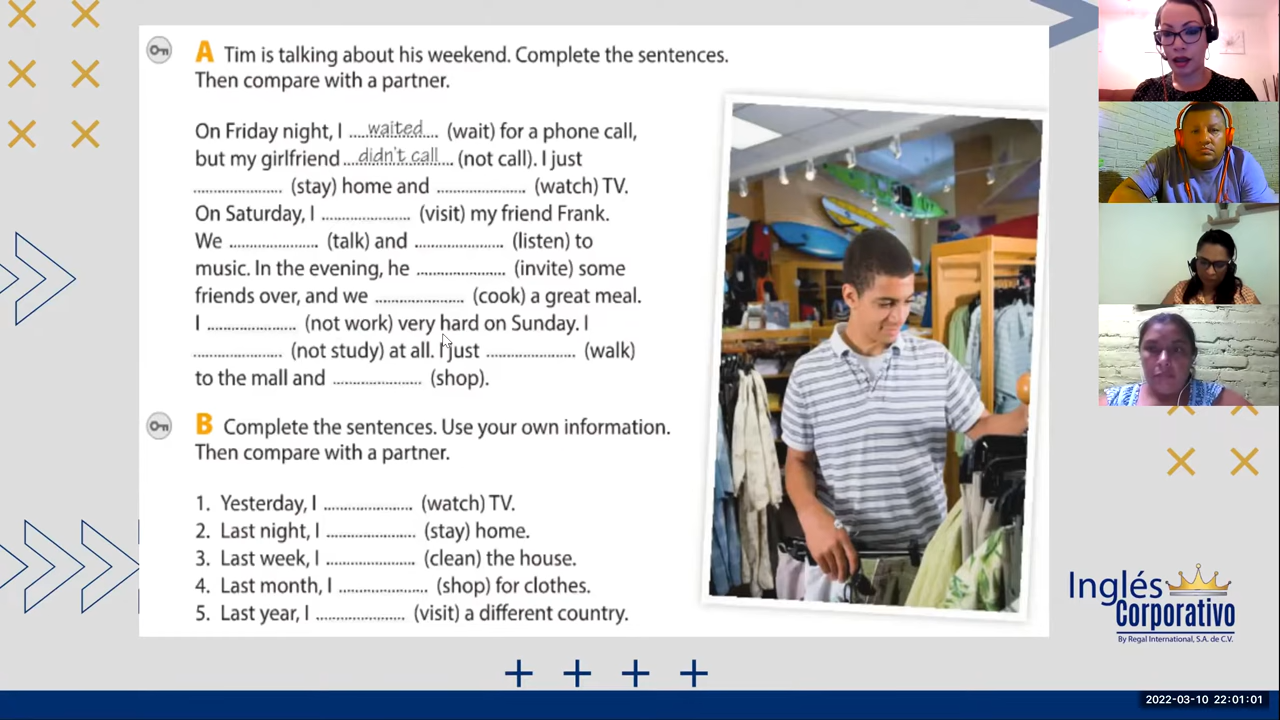 A Tim is talking about his weekend. Complete the sentences.
Then compare with a partner.
On Friday night, I ....waited.... (wait) for a phone call,
but my girlfriend ....didn't call.... (not call). I just
...................... (stay) home and ...................... (watch) TV.
On Saturday, I ...................... (visit) my friend Frank.
We ...................... (talk) and ...................... (listen) to
music. In the evening, he ...................... (invite) some
friends over, and we ...................... (cook) a great meal.
I ...................... (not work) very hard on Sunday. I
...................... (not study) at all. I just ...................... (walk)
to the mall and ...................... (shop).
B Complete the sentences. Use your own information.
Then compare with a partner.
1. Yesterday, I ...................... (watch) TV.
2. Last night, I ...................... (stay) home.
3. Last week, I ...................... (clean) the house.
4. Last month, I ...................... (shop) for clothes.
5. Last year, I ...................... (visit) a different country.
Inglés
Corporativo
By Regal International, S.A. de C.V.
2022-03-10 22:01:01